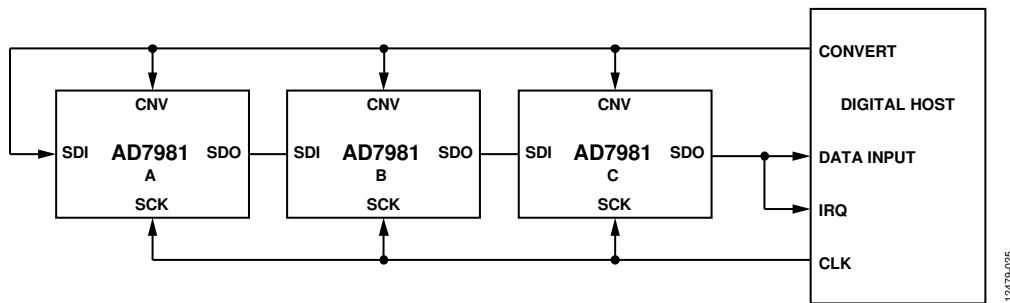 CONVERT
CNV CNV CNV
DIGITAL HOST
SDI AD7981 SDO SDI AD7981 SDO SDI AD7981 SDO DATA INPUT
A B C
SCK SCK SCK
IRQ
CLK
12479-025